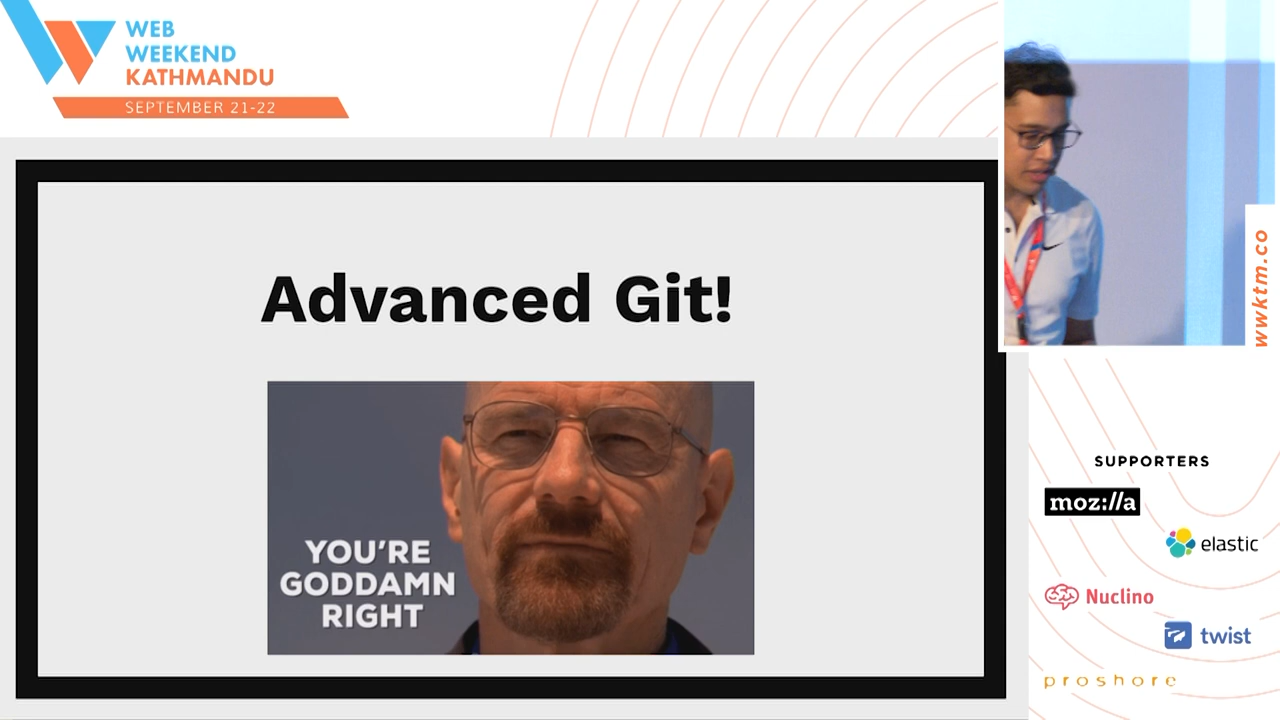 WEB
WEEKEND
KATHMANDU
SEPTEMBER 21-22
Advanced Git!
YOU'RE
GODDAMN
RIGHT
wwktm.co
SUPPORTERS
moz://a
elastic
Nuclino
twist
proshore